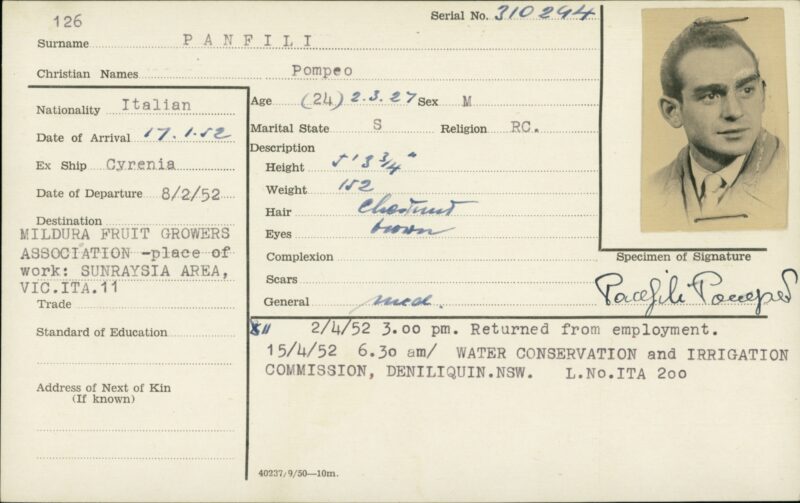 126
Serial No. 310294
Surname PANFILI
Christian Names Pompeo
Nationality Italian
Date of Arrival 17.1.52
Ex Ship Cyrenia
Date of Departure 8/2/52
Destination
MILDURA FRUIT GROWERS
ASSOCIATION -place of
work: SUNRAYSIA AREA,
VIC.ITA.11
Trade
Standard of Education
Address of Next of Kin
(If known)
Age (24) 2.3.27 Sex M
Marital State S Religion RC.
Description
Height 5' 3 3/4"
Weight 152
Hair Chestnut
Eyes brown
Complexion
Scars
General med.
Specimen of Signature
Panfili Pompeo
2/4/52 3.00 pm. Returned from employment.
15/4/52 6.30 am/ WATER CONSERVATION and IRRIGATION
COMMISSION, DENILIQUIN.NSW. L.No.ITA 200
40237/9/50—10m.